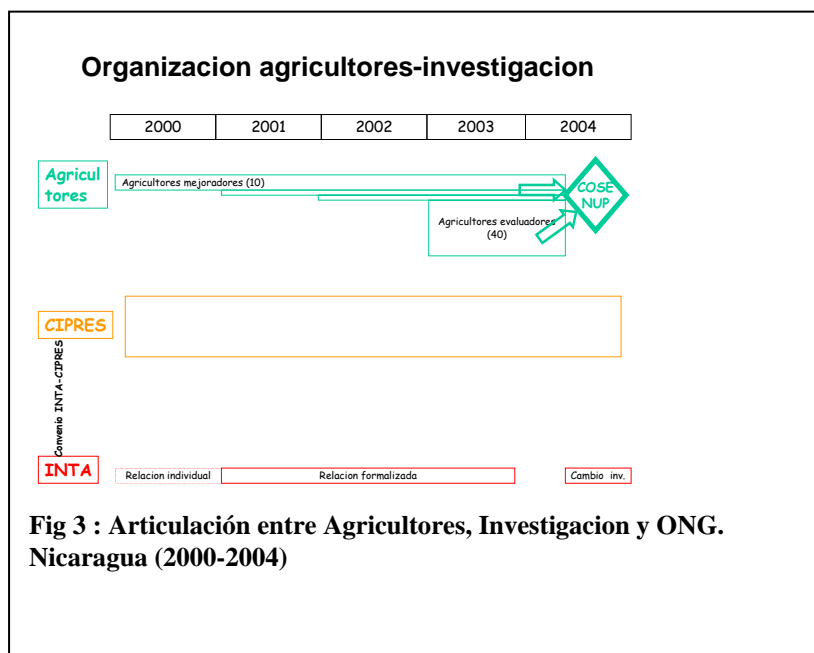 Organizacion agricultores-investigacion
2000 2001 2002 2003 2004
Agricul
tores
Agricultores mejoradores (10)
COSE
NUP
Agricultores evaluadores
(40)
CIPRES
Convenio INTA-CIPRES
INTA
Relacion individual
Relacion formalizada
Cambio inv.
Fig 3 : Articulación entre Agricultores, Investigacion y ONG.
Nicaragua (2000-2004)